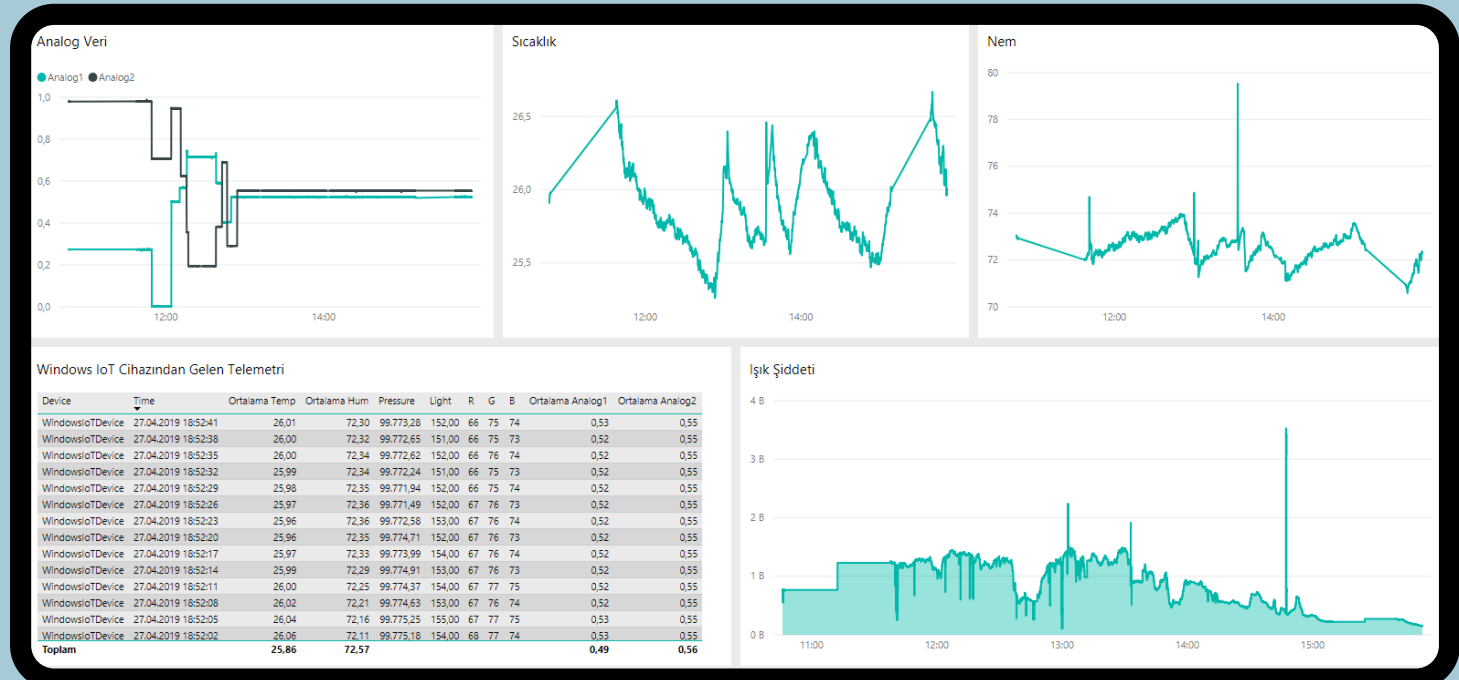 Analog Veri
Analog1 Analog2
1,0
0,8
0,6
0,4
0,2
0,0
12:00 14:00
Sıcaklık
26,5
26,0
25,5
12:00 14:00
Nem
80
78
76
74
72
70
12:00 14:00
Windows IoT Cihazından Gelen Telemetri
Device Time Ortalama Temp Ortalama Hum Pressure Light R G B Ortalama Analog1 Ortalama Analog2
WindowsIoTDevice 27.04.2019 18:52:41 26,01 72,30 99.773,28 152,00 66 75 74 0,53 0,55
WindowsIoTDevice 27.04.2019 18:52:38 26,00 72,32 99.772,65 151,00 66 75 73 0,52 0,55
WindowsIoTDevice 27.04.2019 18:52:35 26,00 72,34 99.772,62 152,00 66 76 74 0,52 0,55
WindowsIoTDevice 27.04.2019 18:52:32 25,99 72,34 99.772,24 151,00 66 75 73 0,52 0,55
WindowsIoTDevice 27.04.2019 18:52:29 25,98 72,35 99.771,94 152,00 66 75 74 0,52 0,55
WindowsIoTDevice 27.04.2019 18:52:26 25,97 72,36 99.771,49 152,00 67 76 73 0,52 0,55
WindowsIoTDevice 27.04.2019 18:52:23 25,96 72,36 99.772,58 153,00 67 76 74 0,52 0,55
WindowsIoTDevice 27.04.2019 18:52:20 25,96 72,35 99.774,71 152,00 67 76 73 0,52 0,55
WindowsIoTDevice 27.04.2019 18:52:17 25,97 72,33 99.773,99 154,00 67 76 74 0,52 0,55
WindowsIoTDevice 27.04.2019 18:52:14 25,99 72,29 99.774,91 153,00 67 76 73 0,52 0,55
WindowsIoTDevice 27.04.2019 18:52:11 26,00 72,25 99.774,37 154,00 67 77 75 0,52 0,55
WindowsIoTDevice 27.04.2019 18:52:08 26,02 72,21 99.774,63 153,00 67 76 74 0,52 0,55
WindowsIoTDevice 27.04.2019 18:52:05 26,04 72,16 99.775,25 155,00 67 77 75 0,53 0,55
WindowsIoTDevice 27.04.2019 18:52:02 26,06 72,11 99.775,18 154,00 68 77 74 0,53 0,55
Toplam 25,86 72,57 0,49 0,56
Işık Şiddeti
4 B
3 B
2 B
1 B
0 B
11:00 12:00 13:00 14:00 15:00